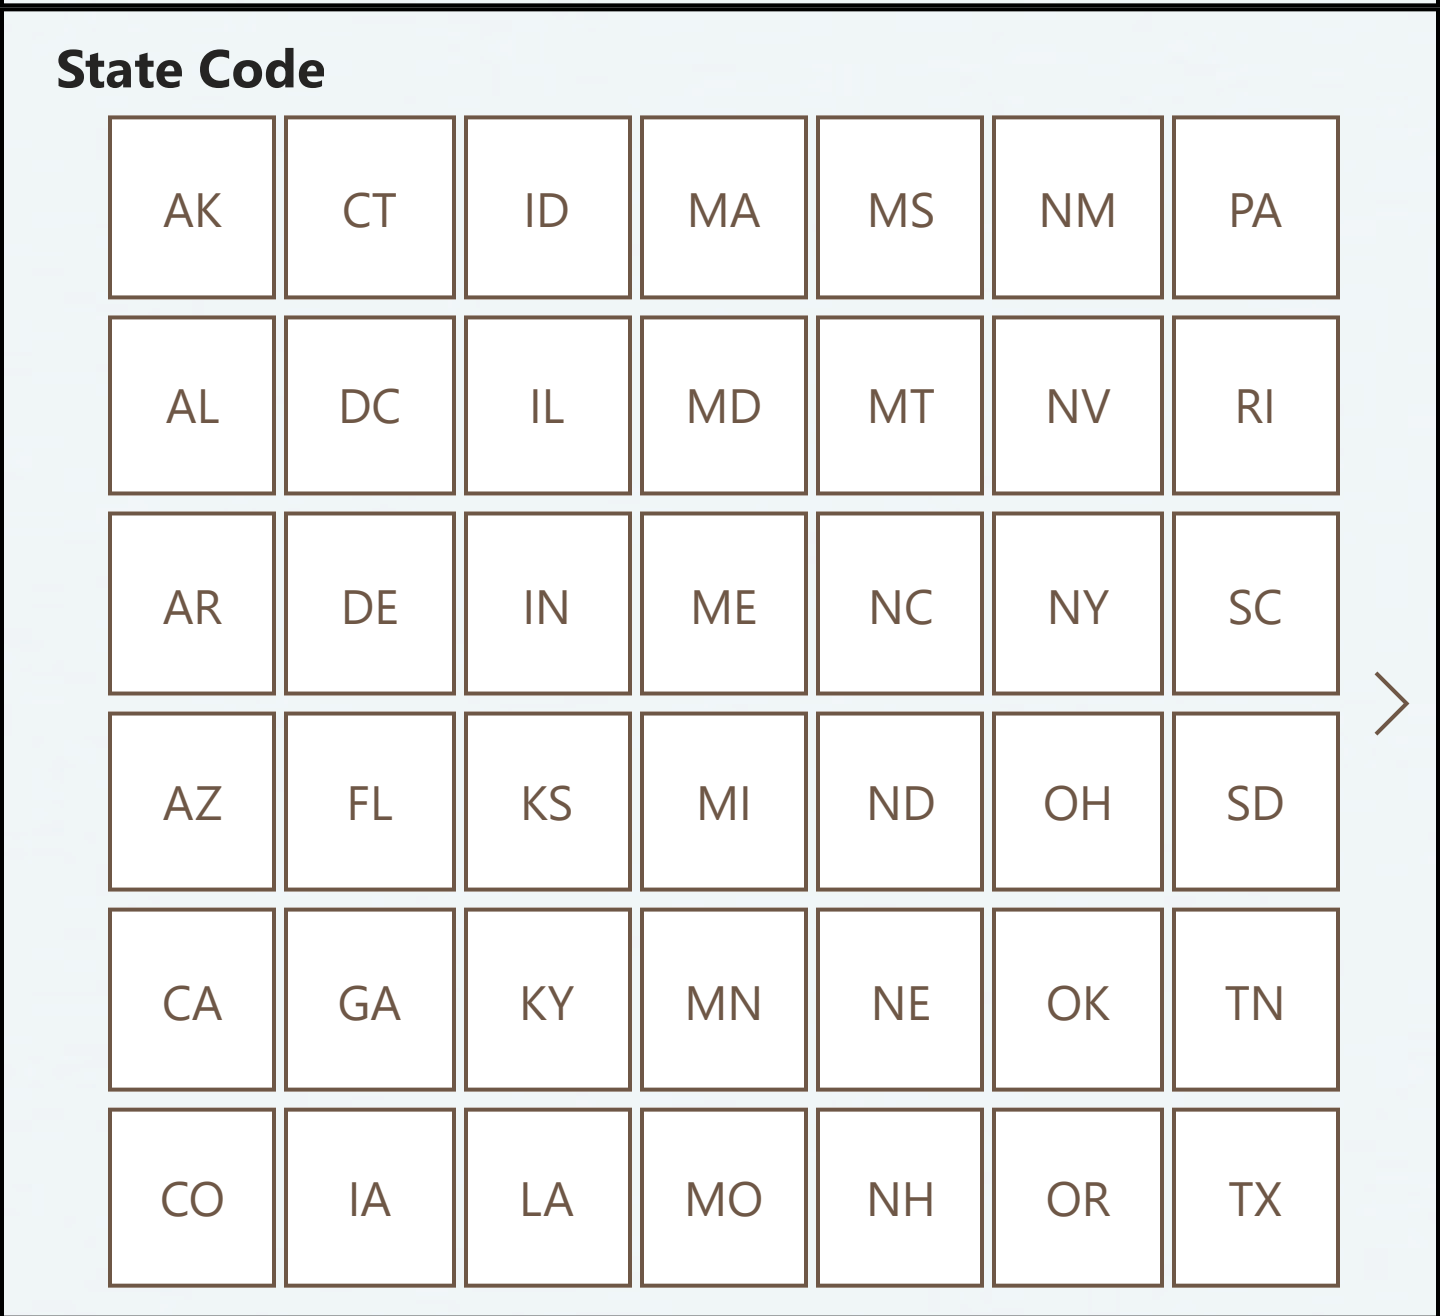 State Code
AK CT ID MA MS NM PA
AL DC IL MD MT NV RI
AR DE IN ME NC NY SC
AZ FL KS MI ND OH SD
CA GA KY MN NE OK TN
CO IA LA MO NH OR TX